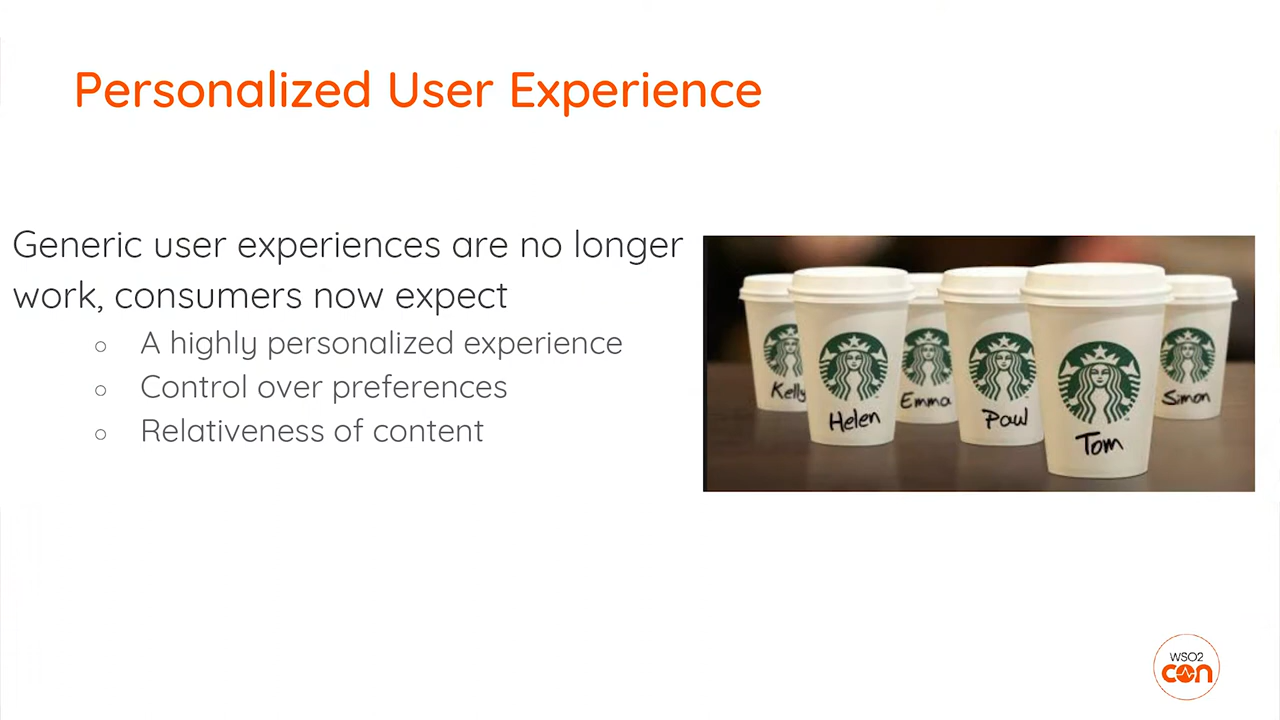 Personalized User Experience
Generic user experiences are no longer
work, consumers now expect
○ A highly personalized experience
○ Control over preferences
○ Relativeness of content
Kelly
Helen
Emma
Paul
Tom
Simon
WSO2
con